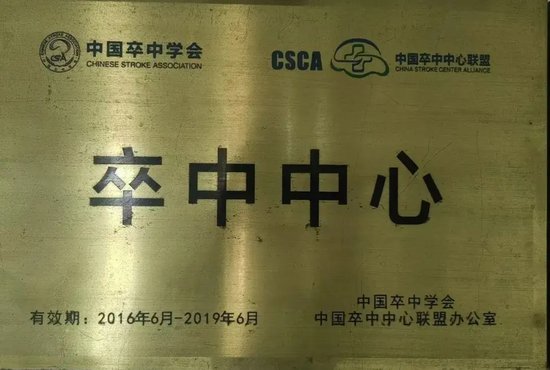 中国卒中学会
CHINESE STROKE ASSOCIATION
CSCA
中国卒中中心联盟
CHINA STROKE CENTER ALLIANCE
卒中中心
有效期：2016年6月-2019年6月
中国卒中学会
中国卒中中心联盟办公室